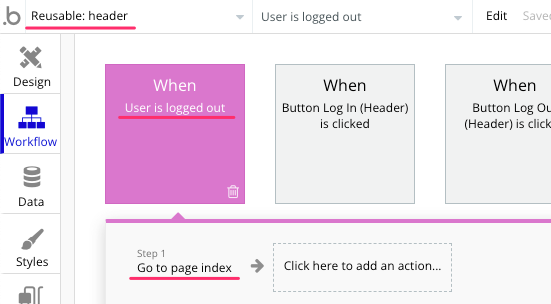 .b
Reusable: header
User is logged out
Edit
Saved
Design
Workflow
Data
Styles
When
User is logged out
When
Button Log In (Header)
is clicked
When
Button Log Ou
(Header) is click
Step 1
Go to page index
Click here to add an action...